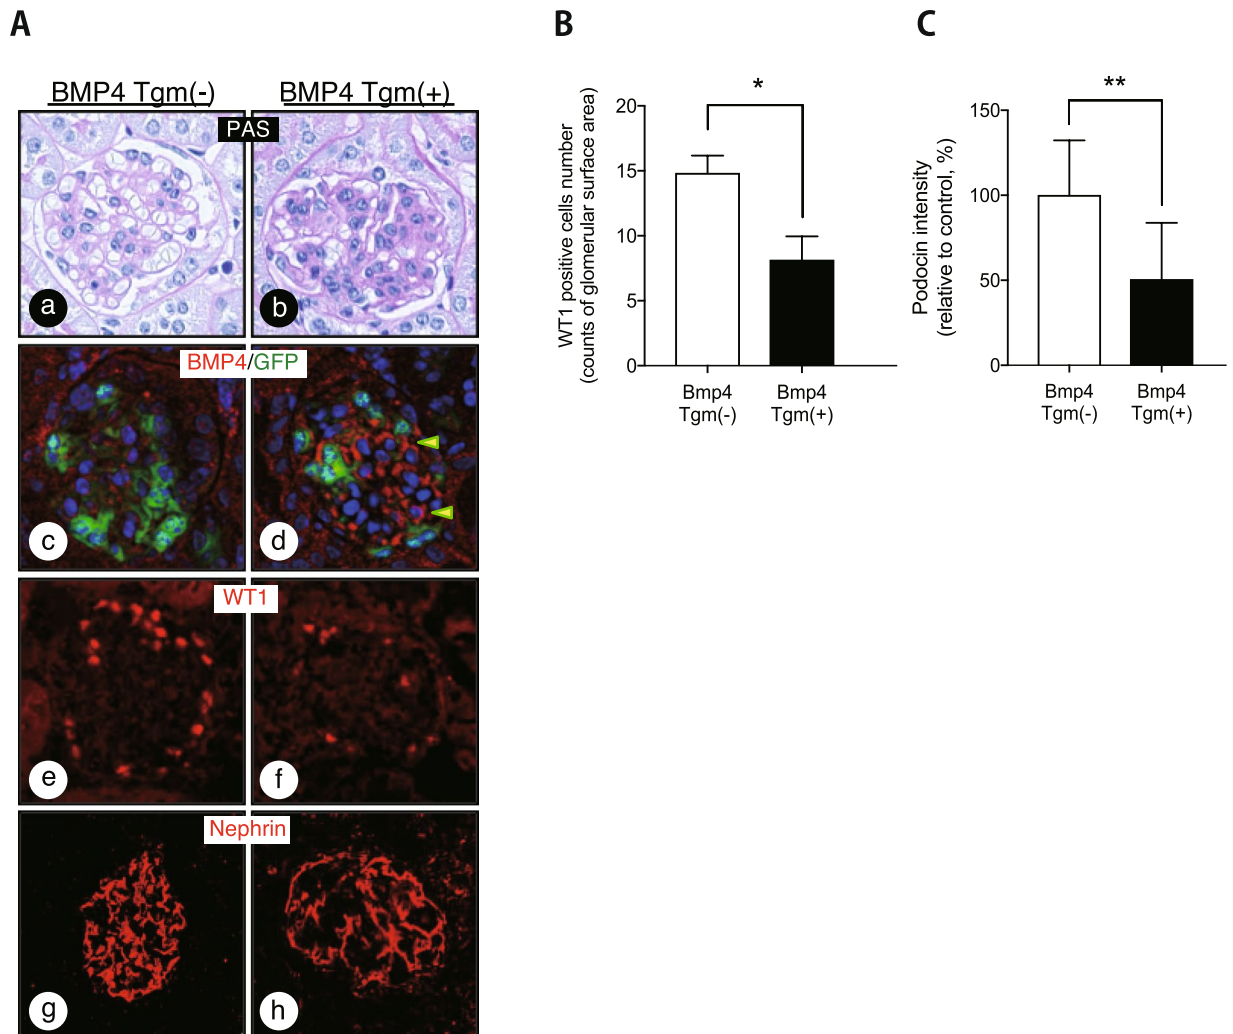 A
BMP4 Tgm(-)
BMP4 Tgm(+)
PAS
a
b
BMP4/GFP
c
d
WT1
e
f
Nephrin
g
h
B
*
WT1 positive cells number
(counts of glomerular surface area)
20
15
10
5
0
Bmp4
Tgm(-)
Bmp4
Tgm(+)
C
**
Podocin intensity
(relative to control, %)
150
100
50
0
Bmp4
Tgm(-)
Bmp4
Tgm(+)